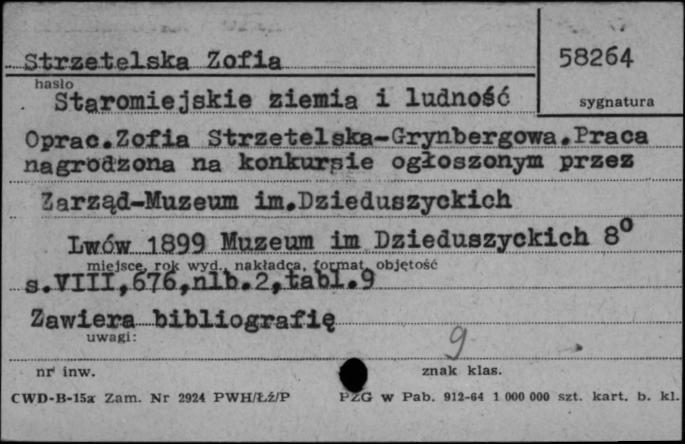 Strzetelska Zofia
58264
hasło
sygnatura
Staromiejskie ziemia i ludność
Oprac.Zofia Strzetelska-Grynbergowa.Praca
nagrodzona na konkursie ogłoszonym przez
Zarząd-Muzeum im.Dzieduszyckich
Lwów 1899 Muzeum im Dzieduszyckich 8⁰
miejsce, rok wyd., nakładca, format, objętość
s.VIII,676,nlb.2,tabl.9
Zawiera bibliografię
uwagi:
9
nr inw.
znak klas.
CWD-B-15a Zam. Nr 2924 PWH/Łż/P
PZG w Pab. 912-64 1 000 000 szt. kart. b. kl.